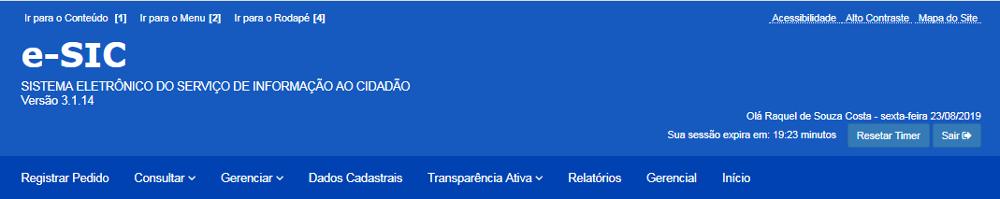 Ir para o Conteúdo [1] Ir para o Menu [2] Ir para o Rodapé [4] Acessibilidade Alto Contraste Mapa do Site
e-SIC
SISTEMA ELETRÔNICO DO SERVIÇO DE INFORMAÇÃO AO CIDADÃO
Versão 3.1.14
Olá Raquel de Souza Costa - sexta-feira 23/08/2019
Sua sessão expira em: 19:23 minutos Resetar Timer Sair
Registrar Pedido Consultar Gerenciar Dados Cadastrais Transparência Ativa Relatórios Gerencial Início